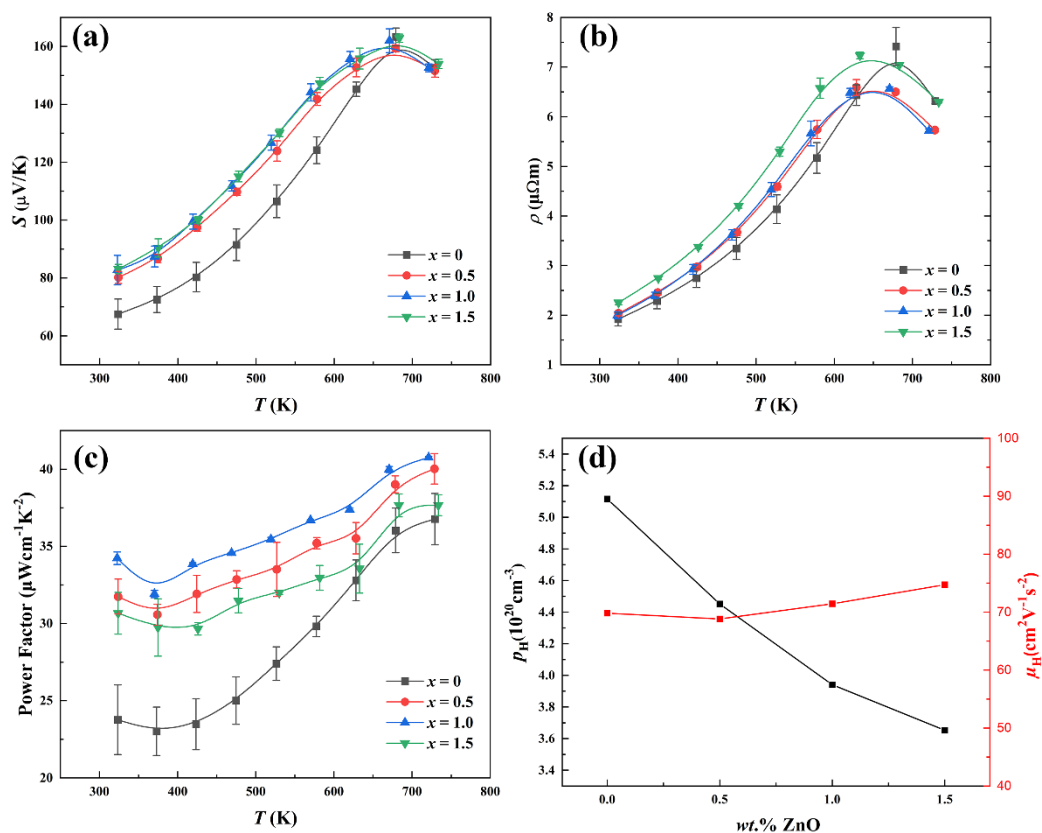 (a)
160
140
120
100
80
60
S (μV/K)
300 400 500 600 700 800
T (K)
x = 0
x = 0.5
x = 1.0
x = 1.5
(b)
8
7
6
5
4
3
2
1
ρ (μΩm)
300 400 500 600 700 800
T (K)
x = 0
x = 0.5
x = 1.0
x = 1.5
(c)
40
35
30
25
20
Power Factor (μWcm⁻¹K⁻²)
300 400 500 600 700 800
T (K)
x = 0
x = 0.5
x = 1.0
x = 1.5
(d)
5.4
5.2
5.0
4.8
4.6
4.4
4.2
4.0
3.8
3.6
3.4
p_H(10²⁰cm⁻³)
100
90
80
70
60
50
40
μ_H(cm²V⁻¹s⁻²)
0.0 0.5 1.0 1.5
wt.% ZnO